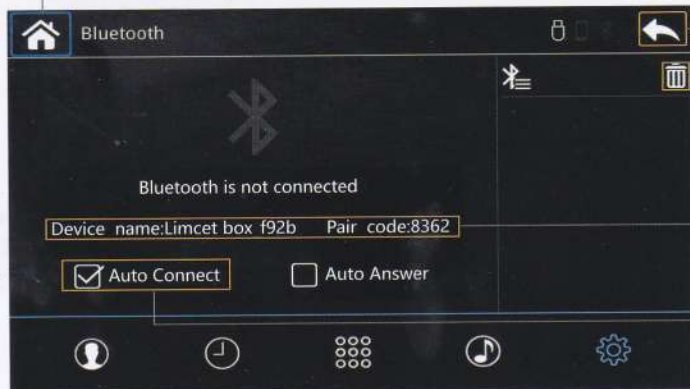 Bluetooth
Bluetooth is not connected
Device name:Limcet box f92b Pair code:8362
Auto Connect
Auto Answer